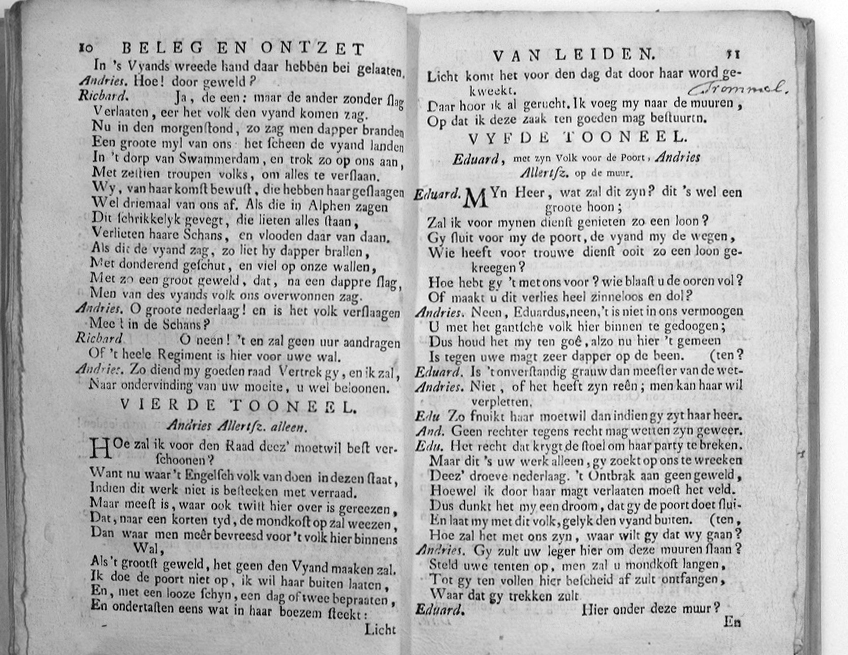 10 BELEG EN ONTZET
In 's Vyands wreede hand daar hebben bei gelaaten,
Andries. Hoe! door geweld?
Richard. Ja, de een: maar de ander zonder slag
Verlaaten, eer het volk den vyand komen zag.
Nu in den morgenstond, zo zag men dapper branden
Een groote myl van ons het scheen de vyand landen
In 't dorp van Swammerdam, en trok zo op ons aan,
Met zestien troupen volks, om alles te verslaan.
Wy, van haar komst bewust, die hebben haar geslaagen
Wel driemaal van ons af. Als die in Alphen zagen
Dit schrikkelyk gevegt, die lieten alles staan,
Verlieten haare Schans, en vlooden daar van daan.
Als dit de vyand zag, zo liet hy dapper brallen,
Met donderend geschut, en viel op onze wallen,
Met zo een groot geweld, dat, na een dappre slag,
Men van des vyands volk ons overwonnen zag.
Andries. O groote nederlaag! en is het volk verslaagen
Meest in de Schans?
Richard O neen! 't en zal geen uur aandragen
Of 't heele Regiment is hier voor uwe wal.
Andries. Zo diend my goeden raad Vertrek gy, en ik zal,
Naar ondervinding van uw moeite, u wel beloonen.
VIERDE TOONEEL.
Andries Allertsz. alleen.
HOe zal ik voor den Raad deez' moetwil best ver-
schoonen?
Want nu waar 't Engelsch volk van doen in dezen staat,
Indien dit werk niet is besteeken met verraad.
Maar meest is, waar ook twist hier over is gereezen,
Dat, naar een korten tyd, de mondkost op zal weezen,
Dan waar men meêr bevreesd voor 't volk hier binnens
Wal,
Als 't grootst geweld, het geen den Vyand maaken zal.
Ik doe de poort niet op, ik wil haar buiten laaten,
En, met een looze schyn, een dag of twee bepraaten,
En ondertasten eens wat in haar boezem steekt:
Licht
VAN LEIDEN. 11
Licht komt het voor den dag dat door haar word ge-
kweekt.
Trommel.
Daar hoor ik al gerucht. Ik voeg my naar de muuren,
Op dat ik deze zaak ten goeden mag bestuuren.
VYFDE TOONEEL.
Eduard, met zyn Volk voor de Poort, Andries
Allertsz. op de muur.
Eduard. MYn Heer, wat zal dit zyn? dit 's wel een
groote hoon;
Zal ik voor mynen dienst genieten zo een loon?
Gy sluit voor my de poort, de vyand my de wegen,
Wie heeft voor trouwe dienst ooit zo een loon ge-
kreegen?
Hoe hebt gy 't met ons voor? wie blaast u de ooren vol?
Of maakt u dit verlies heel zinneloos en dol?
Andries. Neen, Eduardus, neen, 't is niet in ons vermoogen
U met het gantsche volk hier binnen te gedoogen;
Dus houd het my ten goê, alzo nu hier 't gemeen
Is tegen uwe magt zeer dapper op de been. (ten?
Eduard. Is 't onverstandig grauw dan meester van de wet-
Andries. Niet, of het heeft zyn reên; men kan haar wil
verpletten.
Edu Zo snuikt haar moetwil dan indien gy zyt haar heer.
And. Geen rechter tegens recht mag wetten zyn geweer.
Edu. Het recht dat krygt de stoel om haar party te breken.
Maar dit 's uw werk alleen, gy zoekt op ons te wreeken
Deez' droeve nederlaag. 't Ontbrak aan geen geweld,
Hoewel ik door haar magt verlaaten moest het veld.
Dus dunkt het my een droom, dat gy de poort doet slui-
En laat my met dit volk, gelyk den vyand buiten. (ten,
Hoe zal het met ons zyn, waar wilt gy dat wy gaan?
Andries. Gy zult uw leger hier om deze muuren slaan?
Steld uwe tenten op, men zal u mondkost langen,
Tot gy ten vollen hier bescheid af zult ontfangen,
Waar dat gy trekken zult
Eduard. Hier onder deze muur?
En